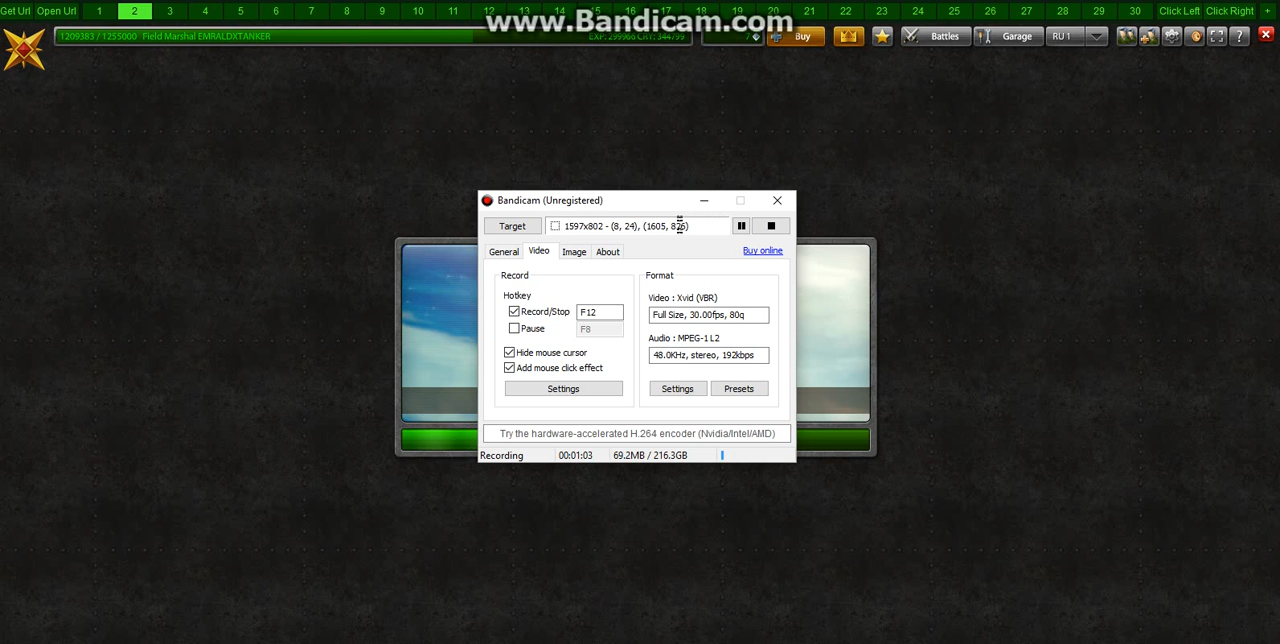 www.Bandicam.com
Get Url Open Url 1 2 3 4 5 6 7 8 9 10 11 12 13 14 15 16 17 18 19 20 21 22 23 24 25 26 27 28 29 30 Click Left Click Right +
1209383 / 1255000 Field Marshal EMRALDXTANKER
Buy Battles Garage RU 1 ?
Bandicam (Unregistered)
Target 1597x802 - (8, 24), (1605, 826)
General Video Image About Buy online
Record Format
Hotkey
Video : Xvid (VBR)
Record/Stop F12
Full Size, 30.00fps, 80q
Pause F8
Audio : MPEG-1 L2
Hide mouse cursor
48.0KHz, stereo, 192kbps
Add mouse click effect
Settings Settings Presets
Try the hardware-accelerated H.264 encoder (Nvidia/Intel/AMD)
Recording 00:01:03 69.2MB / 216.3GB